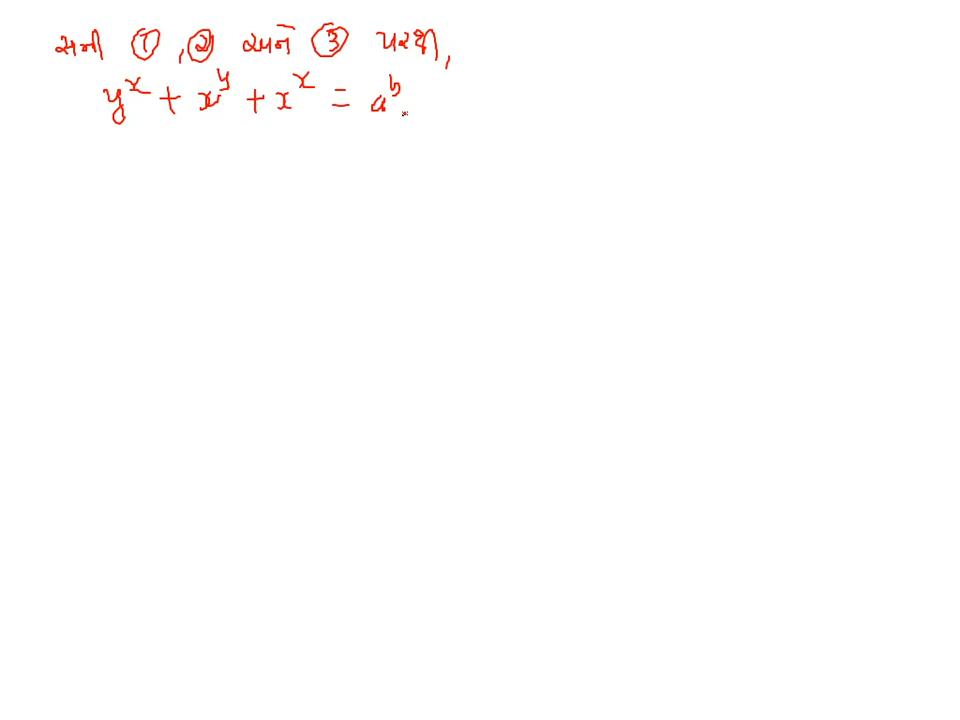 સમી ① , ② અને ③ પરથી,
y^x + x^y + x^x = a^b